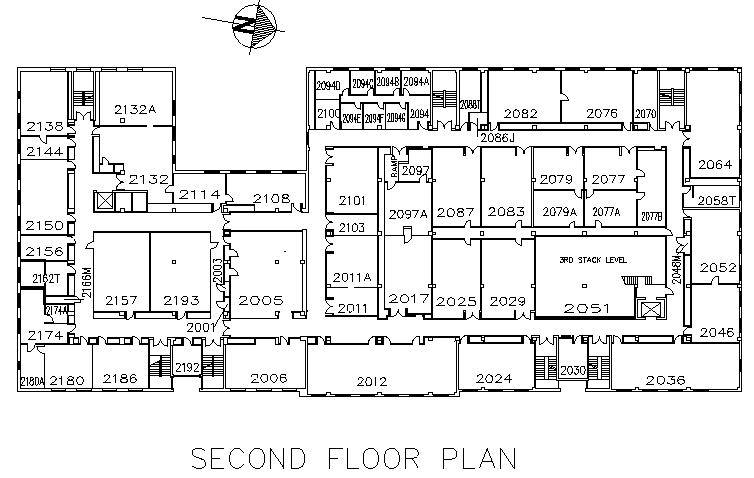 N
2094D 2094C 2094B 2094A
2132A 2088T 2082 2076 2070
2138 2100 2094E 2094F 2094G 2094
2086J
2144 2064
2132 RAMP 2097 2079 2077
2114 2108 2101 2058T
2097A 2087 2083 2079A 2077A 2077B
2150 2103
2156
2162T 2166M 2003 2011A 3RD STACK LEVEL 2048M 2052
2157 2193 2005 2017 2025 2029
2174A 2011 2051
2174 2001 2046
2180A 2180 2186 2192 2006 2012 2024 2030 2036
SECOND FLOOR PLAN